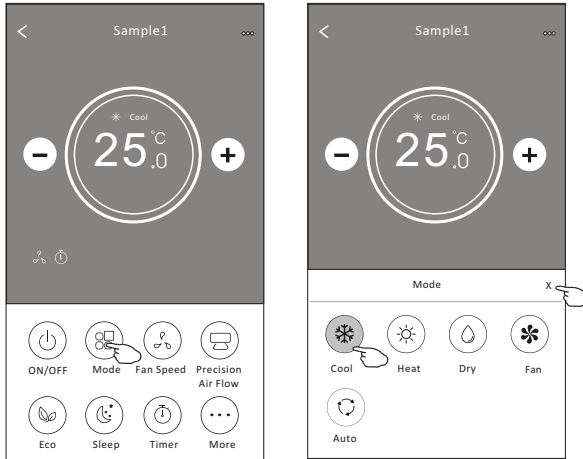 Sample1
Cool
25.0°C
ON/OFF
Mode
Fan Speed
Precision
Air Flow
Eco
Sleep
Timer
More
Sample1
Cool
25.0°C
Mode
X
Cool
Heat
Dry
Fan
Auto